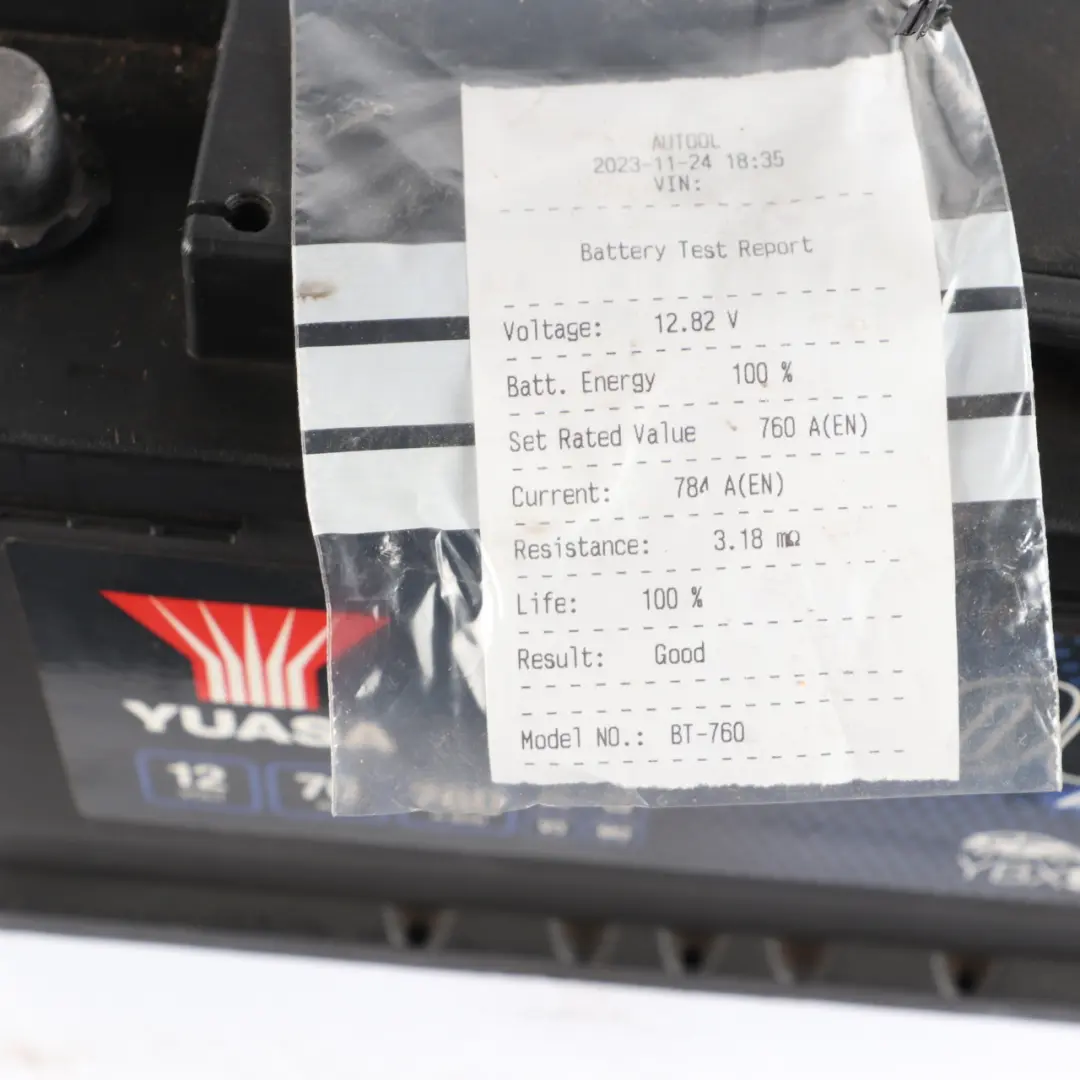 AUTOOL
2023-11-24 18:35
VIN:
Battery Test Report
Voltage: 12.82 V
Batt. Energy 100 %
Set Rated Value 760 A(EN)
Current: 784 A(EN)
Resistance: 3.18 mΩ
Life: 100 %
Result: Good
Model NO.: BT-760
YUASA
12
760